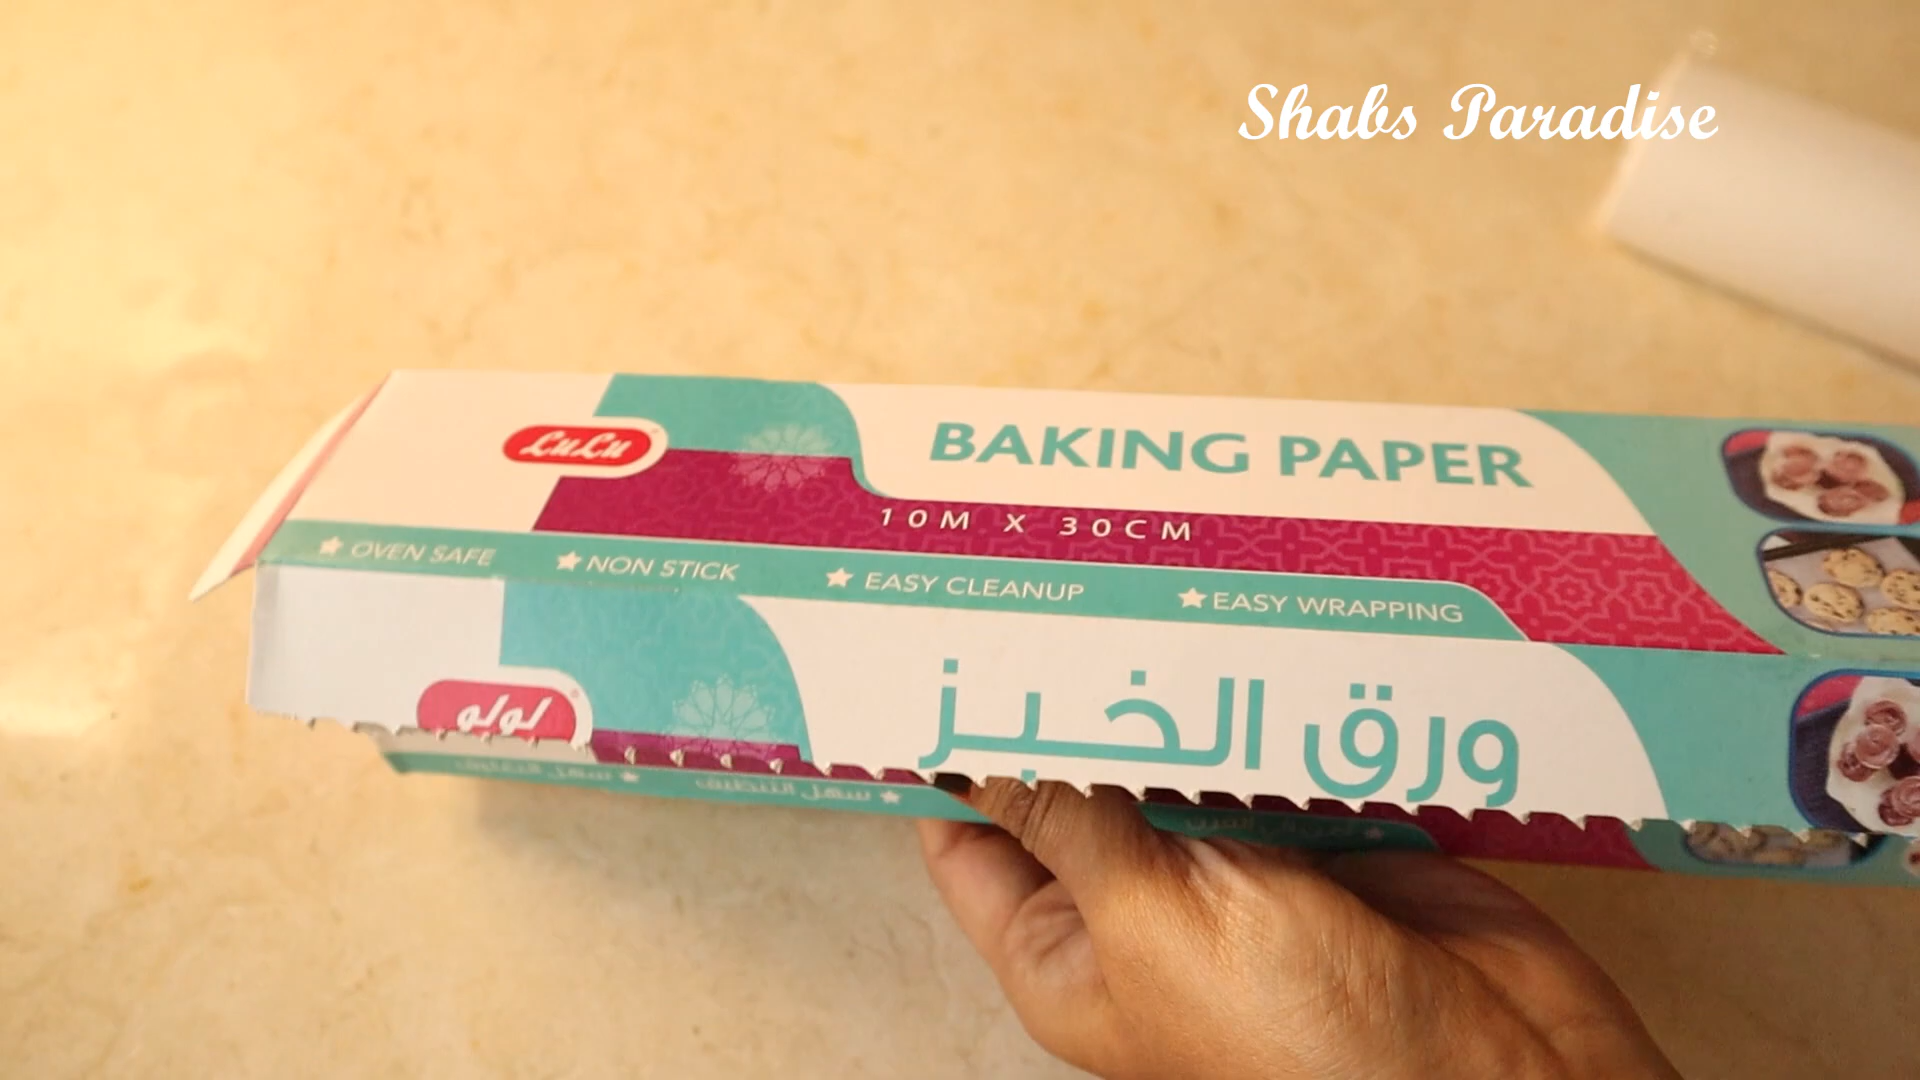 Shabs Paradise
LuLu
BAKING PAPER
10M X 30CM
OVEN SAFE
NON STICK
EASY CLEANUP
EASY WRAPPING
لولو
ورق الخبز
سهل التنظيف